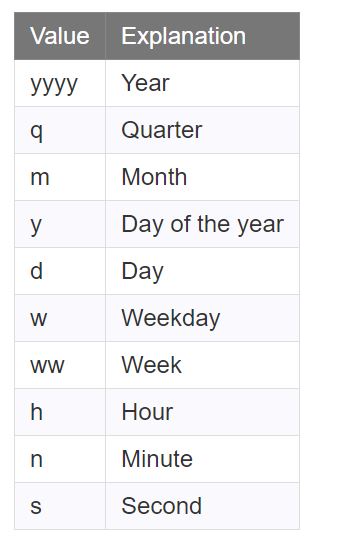 Value Explanation
yyyy Year
q Quarter
m Month
y Day of the year
d Day
w Weekday
ww Week
h Hour
n Minute
s Second